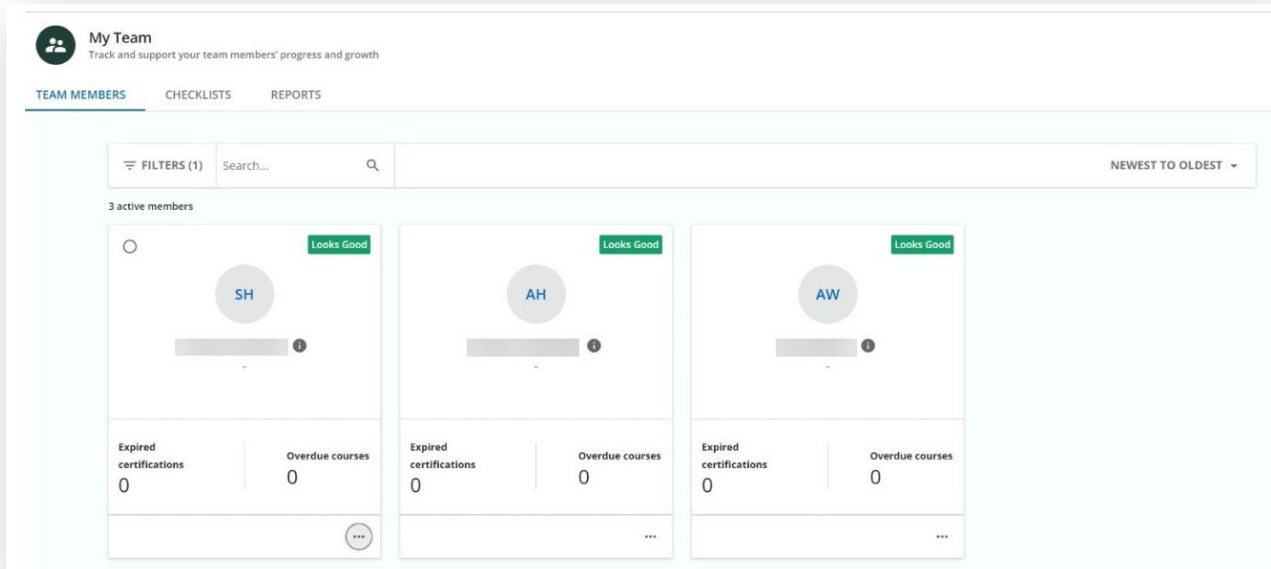 My Team
Track and support your team members' progress and growth
TEAM MEMBERS CHECKLISTS REPORTS
FILTERS (1) Search... NEWEST TO OLDEST
3 active members
Looks Good Looks Good Looks Good
SH AH AW
- - -
Expired Expired Expired
certifications Overdue courses certifications Overdue courses certifications Overdue courses
0 0 0 0 0 0
... ... ...